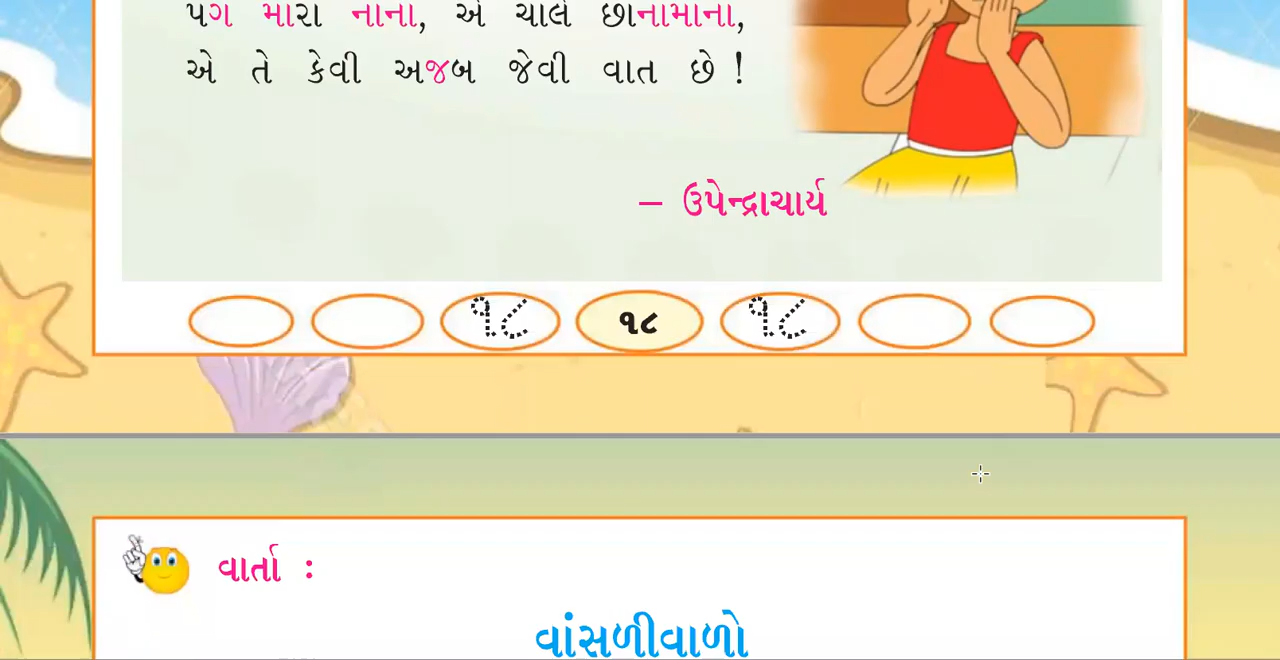 પગ મારા નાના, એ ચાલે છાનામાના,
એ તે કેવી અજબ જેવી વાત છે !
– ઉપેન્દ્રાચાર્ય
૧૮ ૧૮ ૧૮
વાર્તા :
વાંસળીવાળો